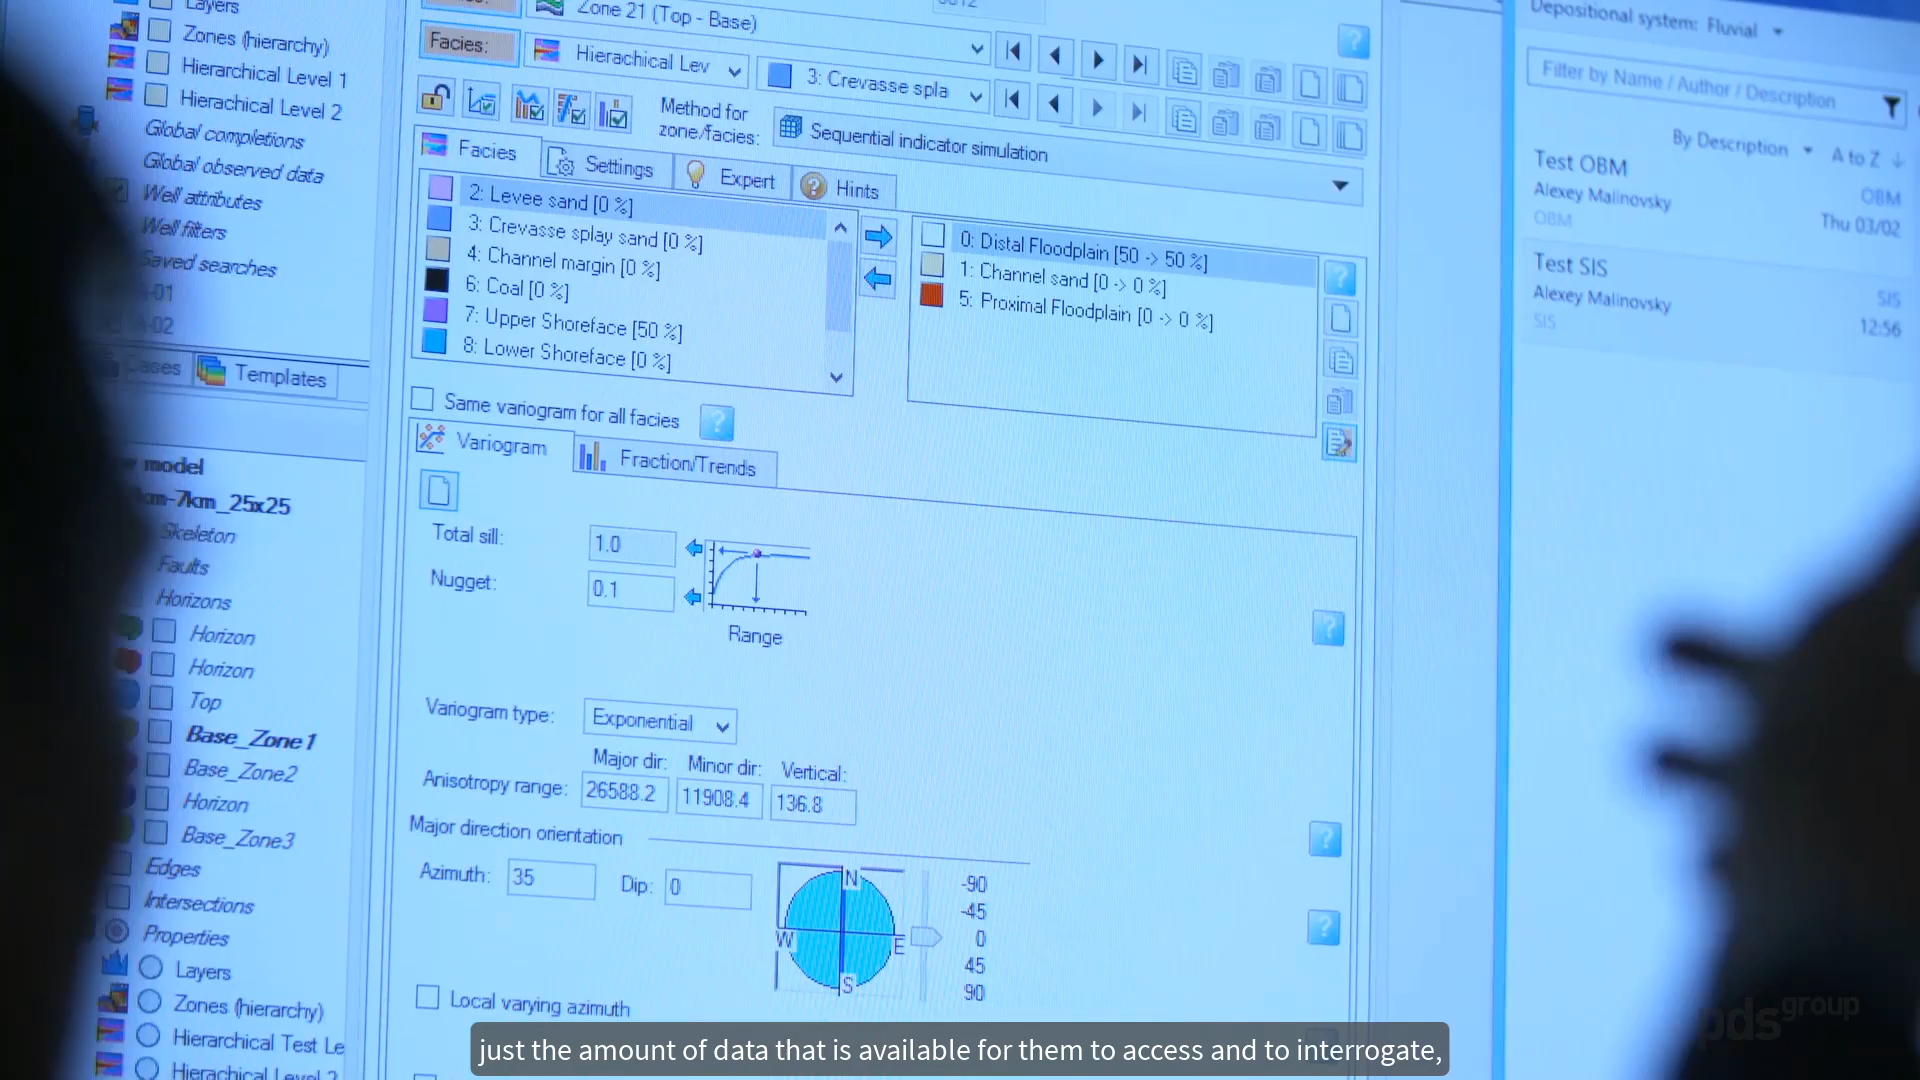 Layers
Zones (hierarchy)
Hierarchical Level 1
Hierachical Level 2
Global completions
Global observed data
Well attributes
Well filters
Saved searches
-01
-02
Cases
Templates
model
km-7km_25x25
Skeleton
Faults
Horizons
Horizon
Horizon
Top
Base_Zone1
Base_Zone2
Horizon
Base_Zone3
Edges
Intersections
Properties
Layers
Zones (hierarchy)
Hierarchical Test Le
Hierachical Level 2
Zone 21 (Top - Base)
Facies:
Hierachical Lev
3: Crevasse spla
Method for
zone/facies:
Sequential indicator simulation
Facies
Settings
Expert
Hints
2: Levee sand [0 %]
3: Crevasse splay sand [0 %]
4: Channel margin [0 %]
6: Coal [0 %]
7: Upper Shoreface [50 %]
8: Lower Shoreface [0 %]
0: Distal Floodplain [50 -> 50 %]
1: Channel sand [0 -> 0 %]
5: Proximal Floodplain [0 -> 0 %]
Same variogram for all facies
?
Variogram
Fraction/Trends
Total sill:
1.0
Nugget:
0.1
Range
Variogram type:
Exponential
Major dir:
Minor dir:
Vertical:
Anisotropy range:
26588.2
11908.4
136.8
Major direction orientation
Azimuth:
35
Dip:
0
N
W
E
S
-90
-45
0
45
90
Local varying azimuth
Depositional system: Fluvial
Filter by Name / Author / Description
By Description
A to Z
Test OBM
Alexey Malinovsky
OBM
OBM
Thu 03/02
Test SIS
Alexey Malinovsky
SIS
SIS
12:56
pdsgroup
just the amount of data that is available for them to access and to interrogate,